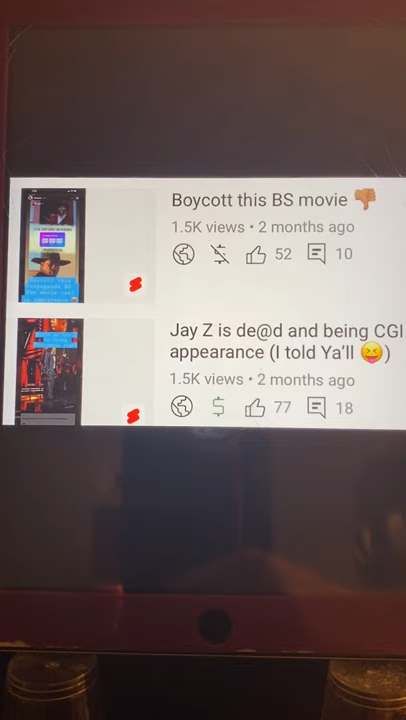 Boycott this BS movie 👎🏽
1.5K views • 2 months ago
52
10
Jay Z is de@d and being CGI
appearance (I told Ya'll 😝)
1.5K views • 2 months ago
77
18